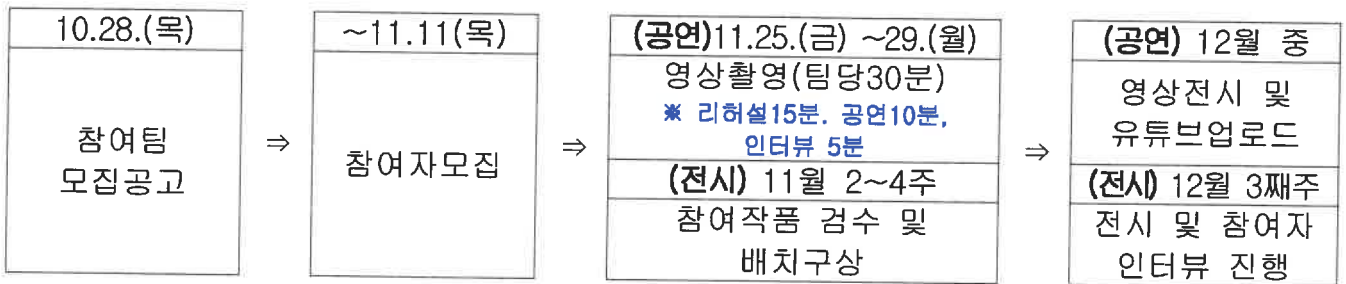 10.28.(목)
참여팀
모집공고
⇒
~11.11(목)
참여자모집
⇒
(공연)11.25.(금) ~29.(월)
영상촬영(팀당30분)
※ 리허설15분. 공연10분,
인터뷰 5분
(전시) 11월 2~4주
참여작품 검수 및
배치구상
⇒
(공연) 12월 중
영상전시 및
유튜브업로드
(전시) 12월 3째주
전시 및 참여자
인터뷰 진행